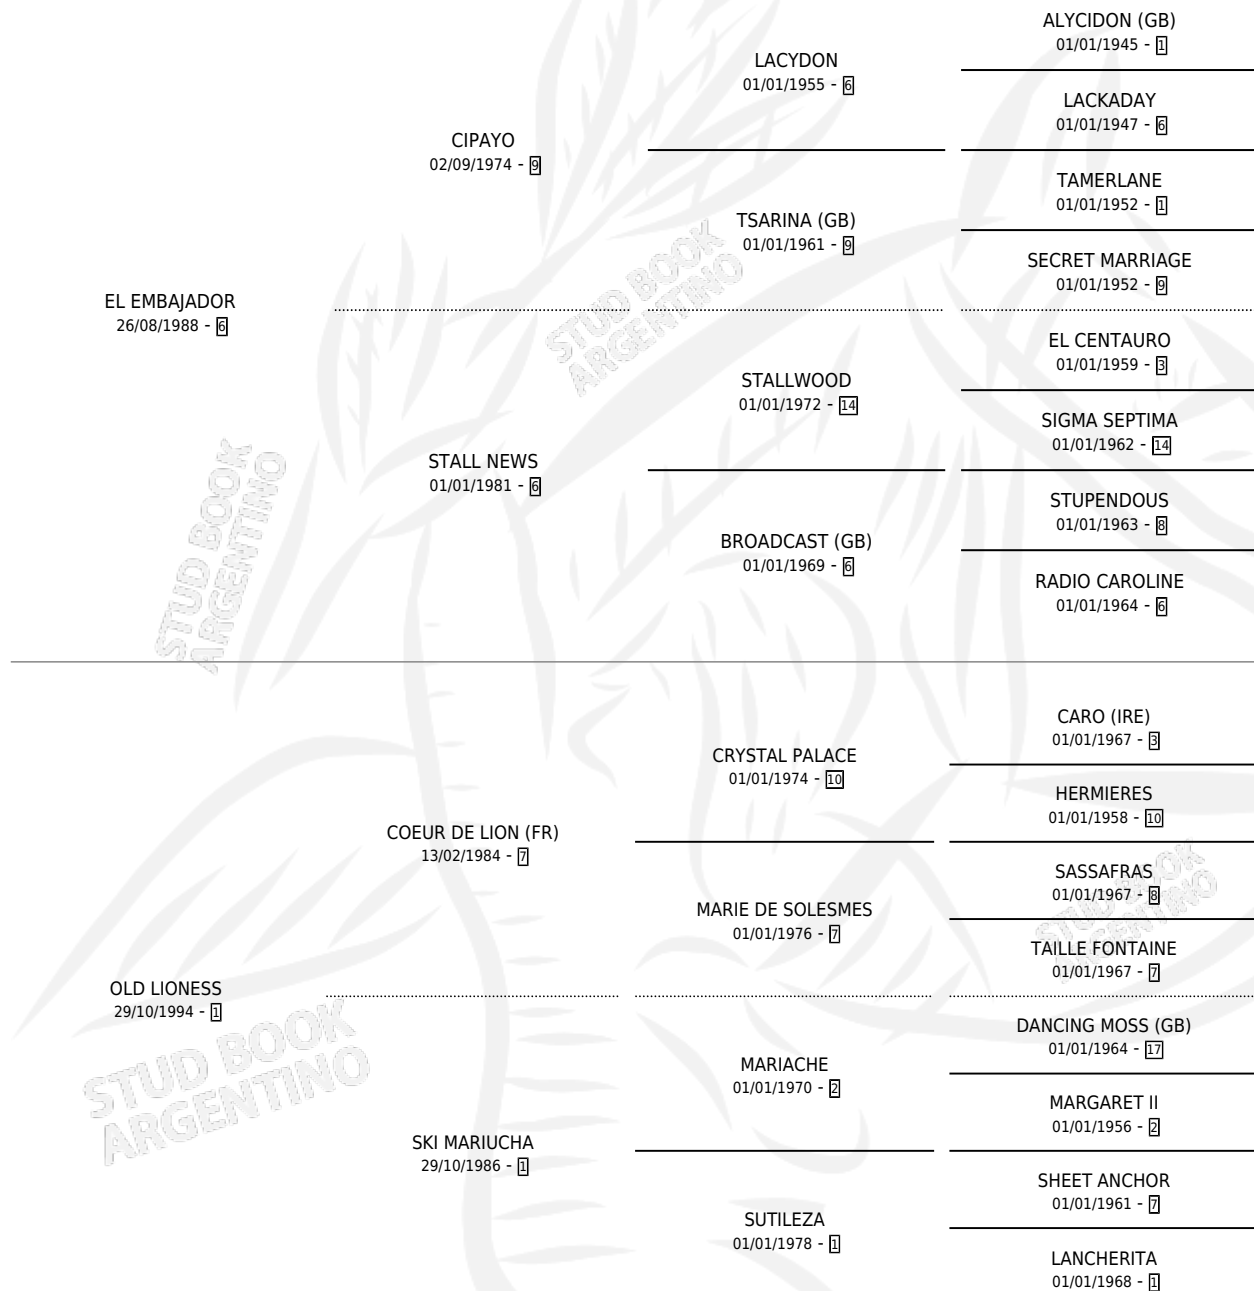 ALYCIDON (GB)
01/01/1945 - 1
LACYDON
01/01/1955 - 6
LACKADAY
01/01/1947 - 6
CIPAYO
02/09/1974 - 9
TAMERLANE
01/01/1952 - 1
TSARINA (GB)
01/01/1961 - 9
SECRET MARRIAGE
01/01/1952 - 9
EL EMBAJADOR
26/08/1988 - 6
EL CENTAURO
01/01/1959 - 3
STALLWOOD
01/01/1972 - 14
SIGMA SEPTIMA
01/01/1962 - 14
STALL NEWS
01/01/1981 - 6
STUPENDOUS
01/01/1963 - 8
BROADCAST (GB)
01/01/1969 - 6
RADIO CAROLINE
01/01/1964 - 6
STUD BOOK
ARGENTINO
STUD BOOK
ARGENTINO
CARO (IRE)
01/01/1967 - 3
CRYSTAL PALACE
01/01/1974 - 10
HERMIERES
01/01/1958 - 10
COEUR DE LION (FR)
13/02/1984 - 7
SASSAFRAS
01/01/1967 - 8
MARIE DE SOLESMES
01/01/1976 - 7
TAILLE FONTAINE
01/01/1967 - 7
OLD LIONESS
29/10/1994 - 1
DANCING MOSS (GB)
01/01/1964 - 17
MARIACHE
01/01/1970 - 2
MARGARET II
01/01/1956 - 2
SKI MARIUCHA
29/10/1986 - 1
SHEET ANCHOR
01/01/1961 - 7
SUTILEZA
01/01/1978 - 1
LANCHERITA
01/01/1968 - 1
STUD BOOK
ARGENTINO
STUD BOOK
ARGENTINO